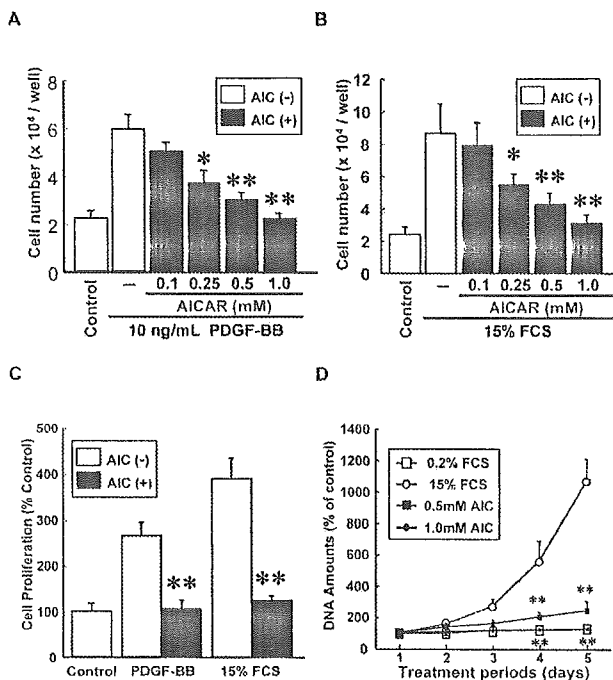 A
Cell number (x 10⁴ / well)
8
6
4
2
0
AIC (-)
AIC (+)
*
**
**
Control
—
0.1 0.25 0.5 1.0
AICAR (mM)
10 ng/mL PDGF-BB
B
Cell number (x 10⁴ / well)
12
10
8
6
4
2
0
AIC (-)
AIC (+)
*
**
**
Control
—
0.1 0.25 0.5 1.0
AICAR (mM)
15% FCS
C
Cell Proliferation (% Control)
500
400
300
200
100
0
AIC (-)
AIC (+)
**
**
Control PDGF-BB 15% FCS
D
DNA Amounts (% of control)
1400
1200
1000
800
600
400
200
0
0.2% FCS
15% FCS
0.5mM AIC
1.0mM AIC
**
**
**
**
1 2 3 4 5
Treatment periods (days)